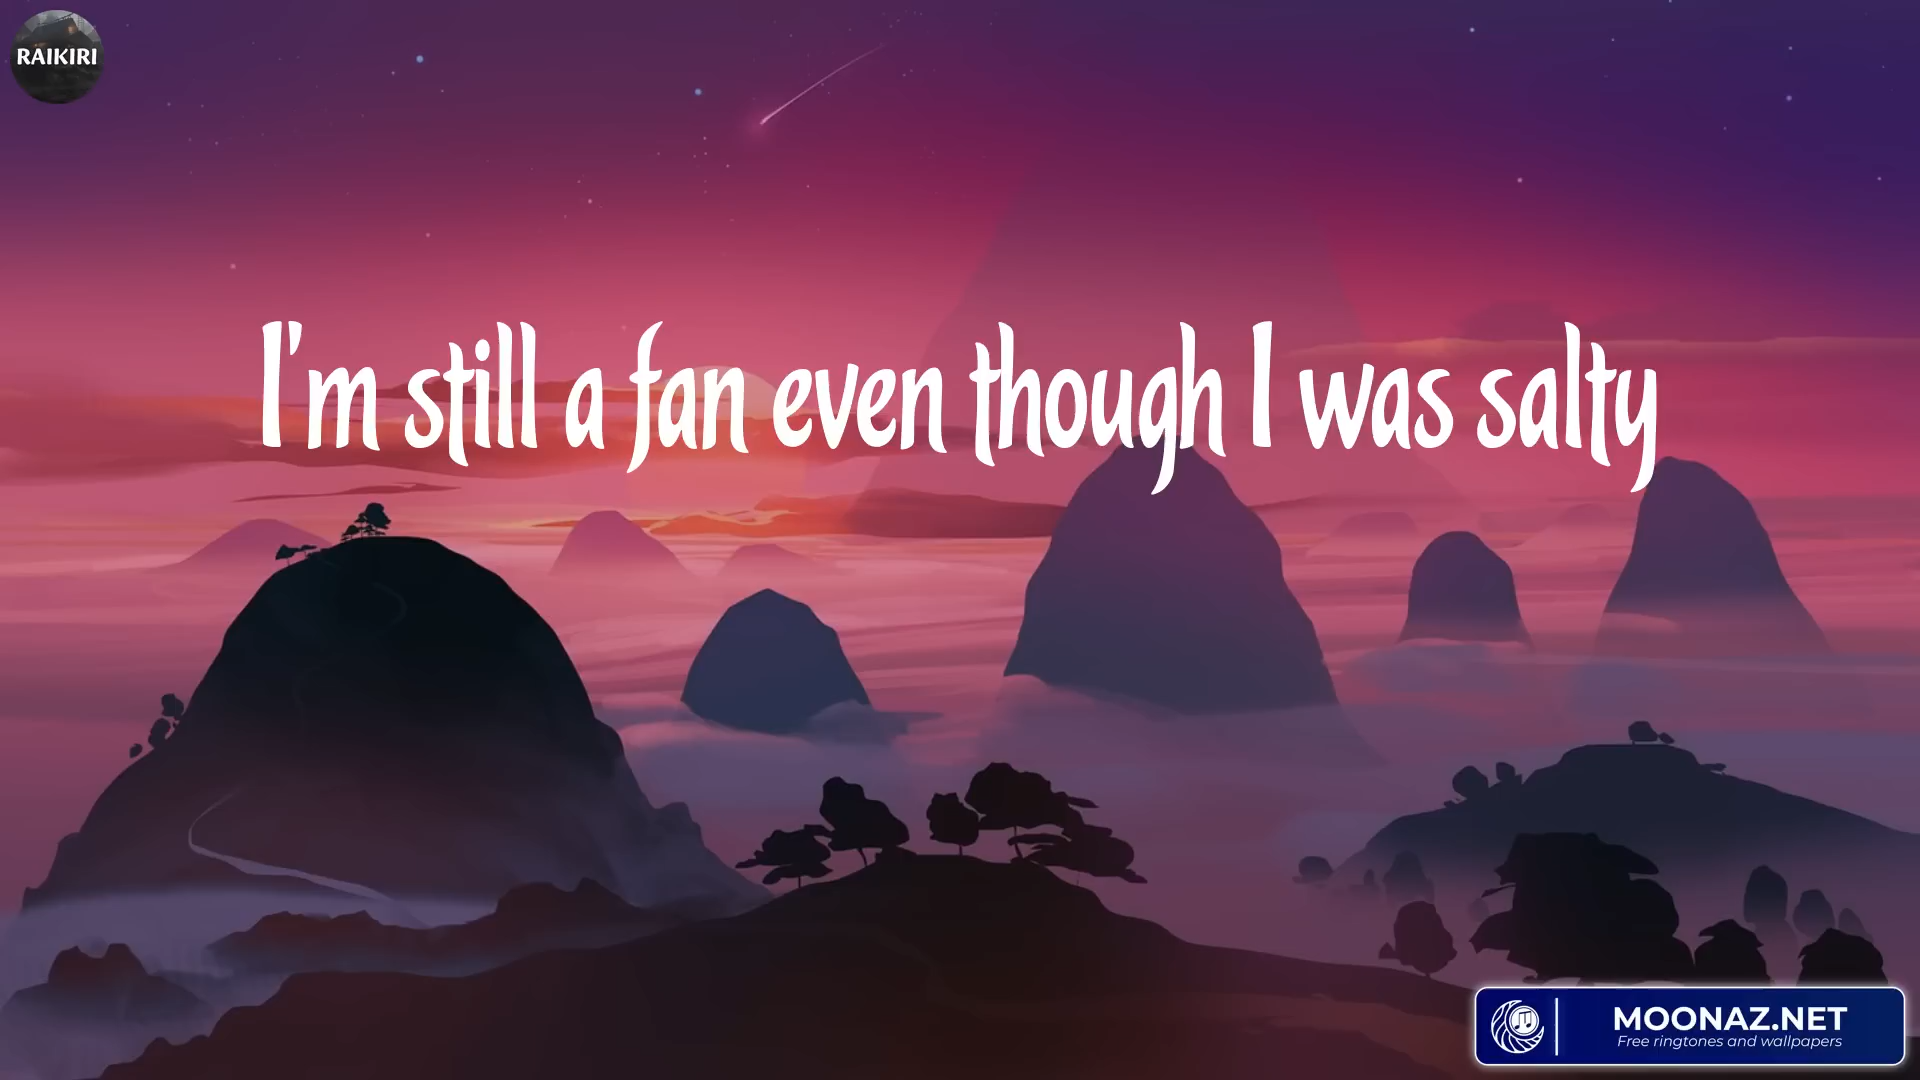 RAIKIRI
I'm still a fan even though I was salty
MOONAZ.NET
Free ringtones and wallpapers